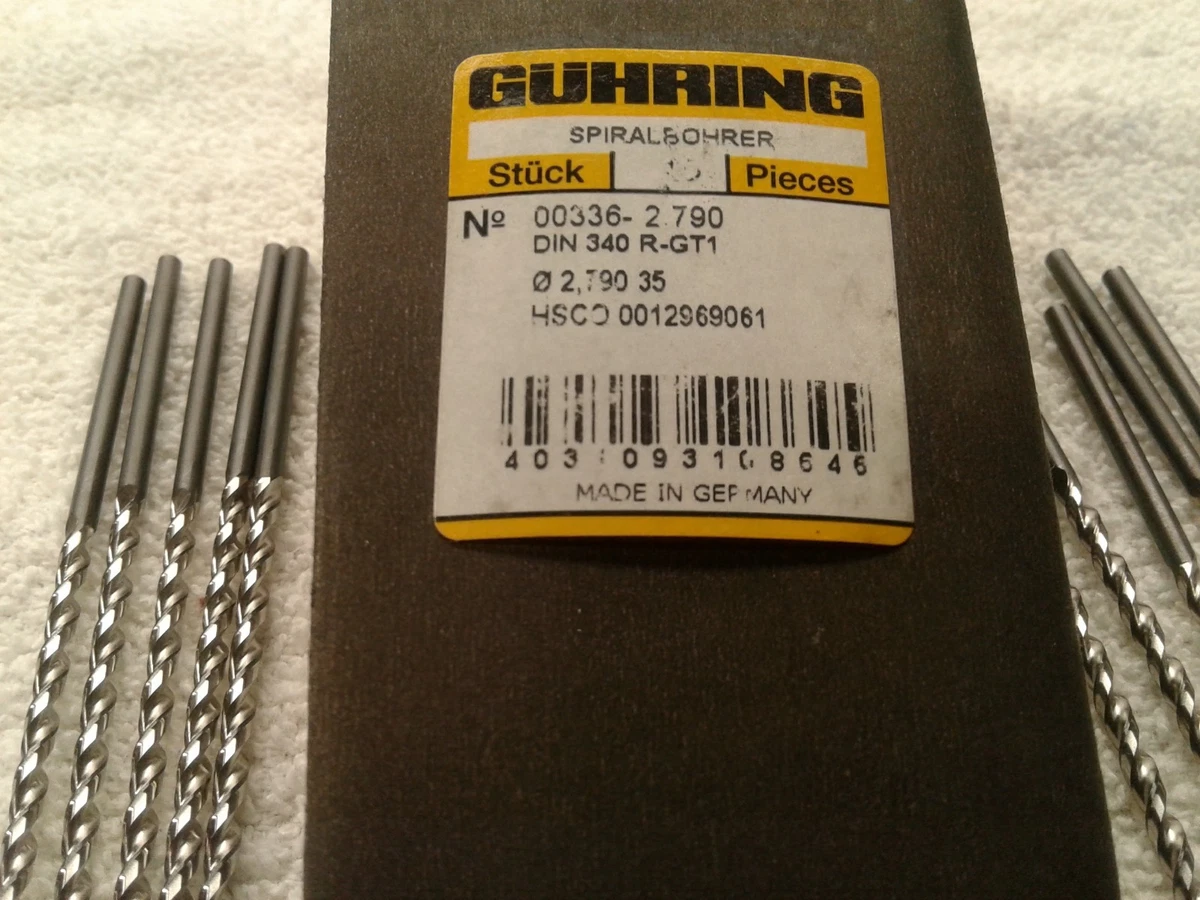 GUHRING
SPIRALBOHRER
Stück Pieces
Nº 00336- 2.790
DIN 340 R-GT1
Ø 2,790 35
HSCO 0012969061
MADE IN GERMANY